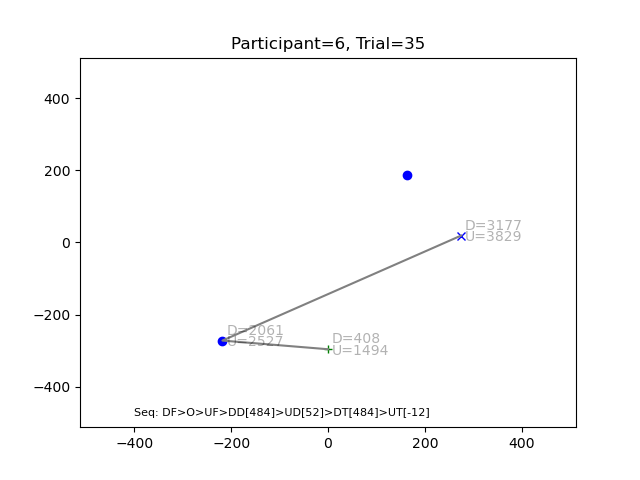 Participant=6, Trial=35
400
200
0
−200
−400
D=3177
U=3829
D=2061
U=2527
D=408
U=1494
Seq: DF>O>UF>DD[484]>UD[52]>DT[484]>UT[-12]
−400
−200
0
200
400